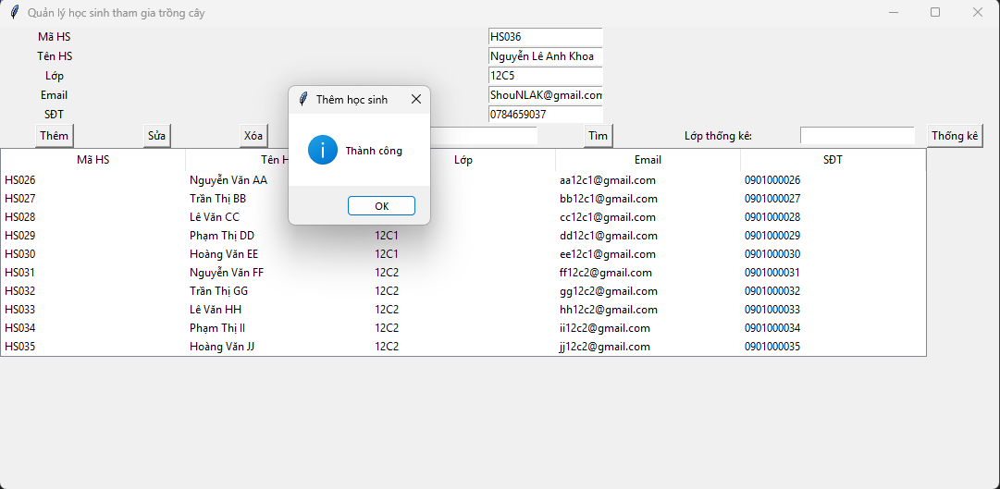 Quản lý học sinh tham gia trồng cây
Mã HS HS036
Tên HS Nguyễn Lê Anh Khoa
Lớp 12C5
Email ShouNLAK@gmail.com
SĐT 0784659037
Thêm học sinh
Thành công
OK
Thêm Sửa Xóa Tìm Lớp thống kê: Thống kê
Mã HS Tên H Lớp Email SĐT
HS026 Nguyễn Văn AA aa12c1@gmail.com 0901000026
HS027 Trần Thị BB bb12c1@gmail.com 0901000027
HS028 Lê Văn CC cc12c1@gmail.com 0901000028
HS029 Phạm Thị DD 12C1 dd12c1@gmail.com 0901000029
HS030 Hoàng Văn EE 12C1 ee12c1@gmail.com 0901000030
HS031 Nguyễn Văn FF 12C2 ff12c2@gmail.com 0901000031
HS032 Trần Thị GG 12C2 gg12c2@gmail.com 0901000032
HS033 Lê Văn HH 12C2 hh12c2@gmail.com 0901000033
HS034 Phạm Thị II 12C2 ii12c2@gmail.com 0901000034
HS035 Hoàng Văn JJ 12C2 jj12c2@gmail.com 0901000035